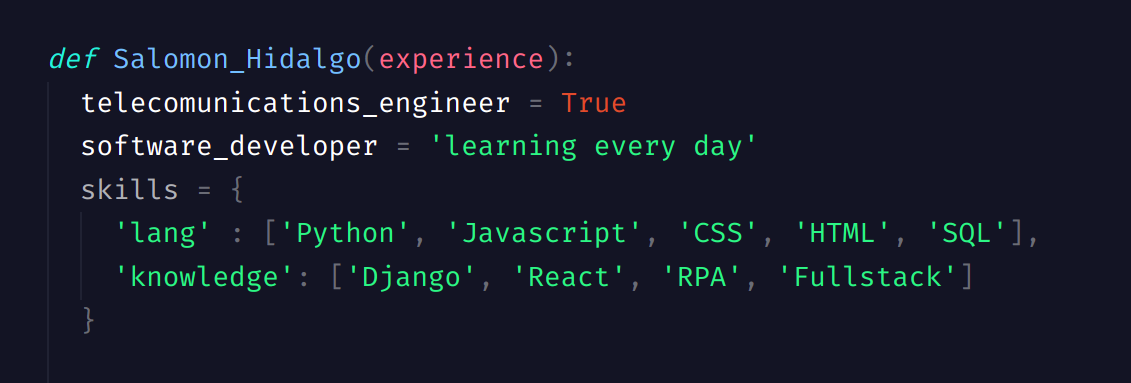 def Salomon_Hidalgo(experience):
telecomunications_engineer = True
software_developer = 'learning every day'
skills = {
'lang' : ['Python', 'Javascript', 'CSS', 'HTML', 'SQL'],
'knowledge': ['Django', 'React', 'RPA', 'Fullstack']
}